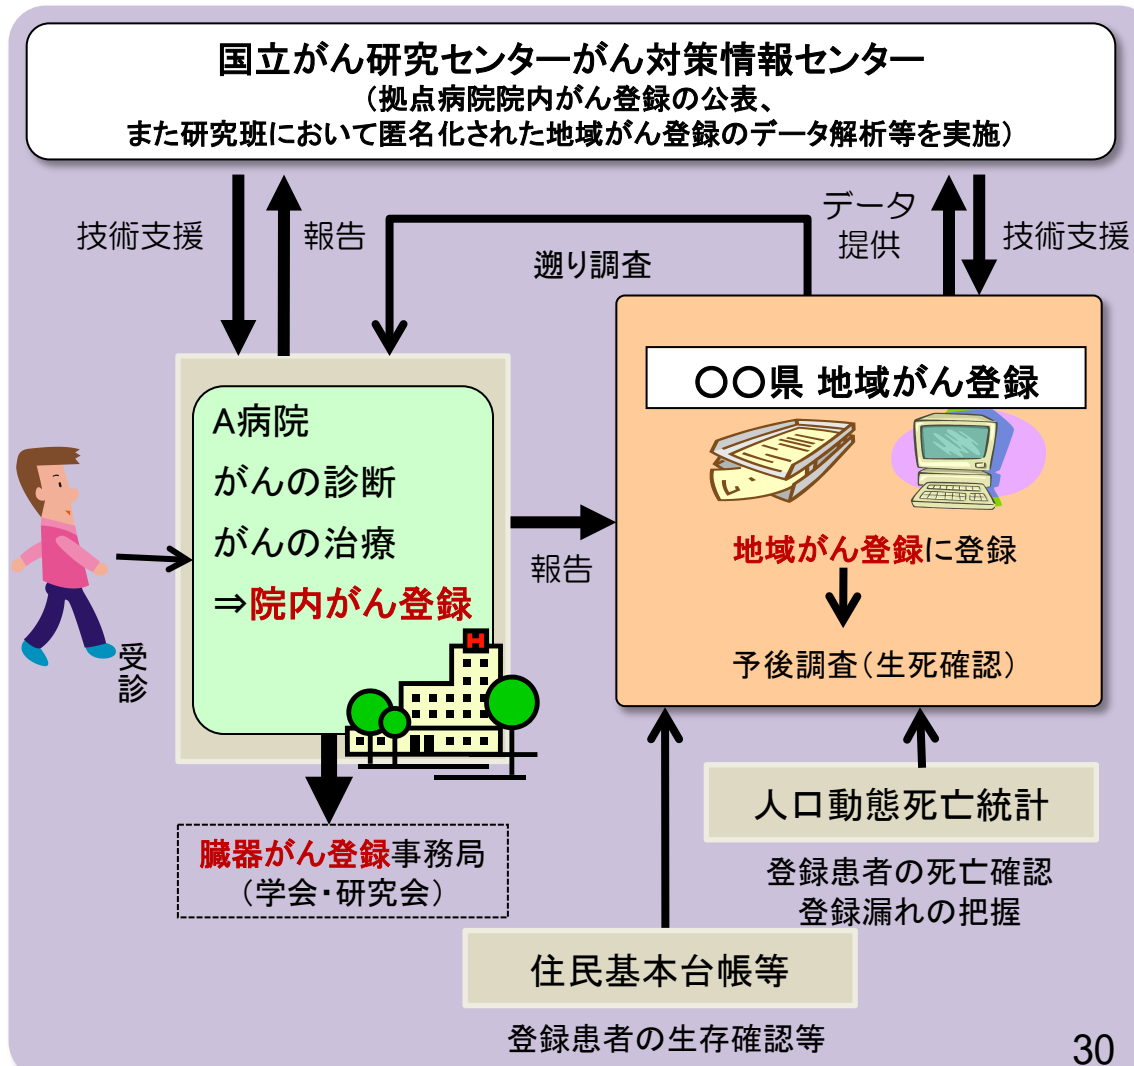 国立がん研究センターがん対策情報センター
（拠点病院院内がん登録の公表、
また研究班において匿名化された地域がん登録のデータ解析等を実施）
技術支援
報告
遡り調査
データ
提供
技術支援
A病院
がんの診断
がんの治療
⇒院内がん登録
H
受診
報告
〇〇県 地域がん登録
地域がん登録に登録
予後調査（生死確認）
臓器がん登録事務局
（学会・研究会）
人口動態死亡統計
登録患者の死亡確認
登録漏れの把握
住民基本台帳等
登録患者の生存確認等
30